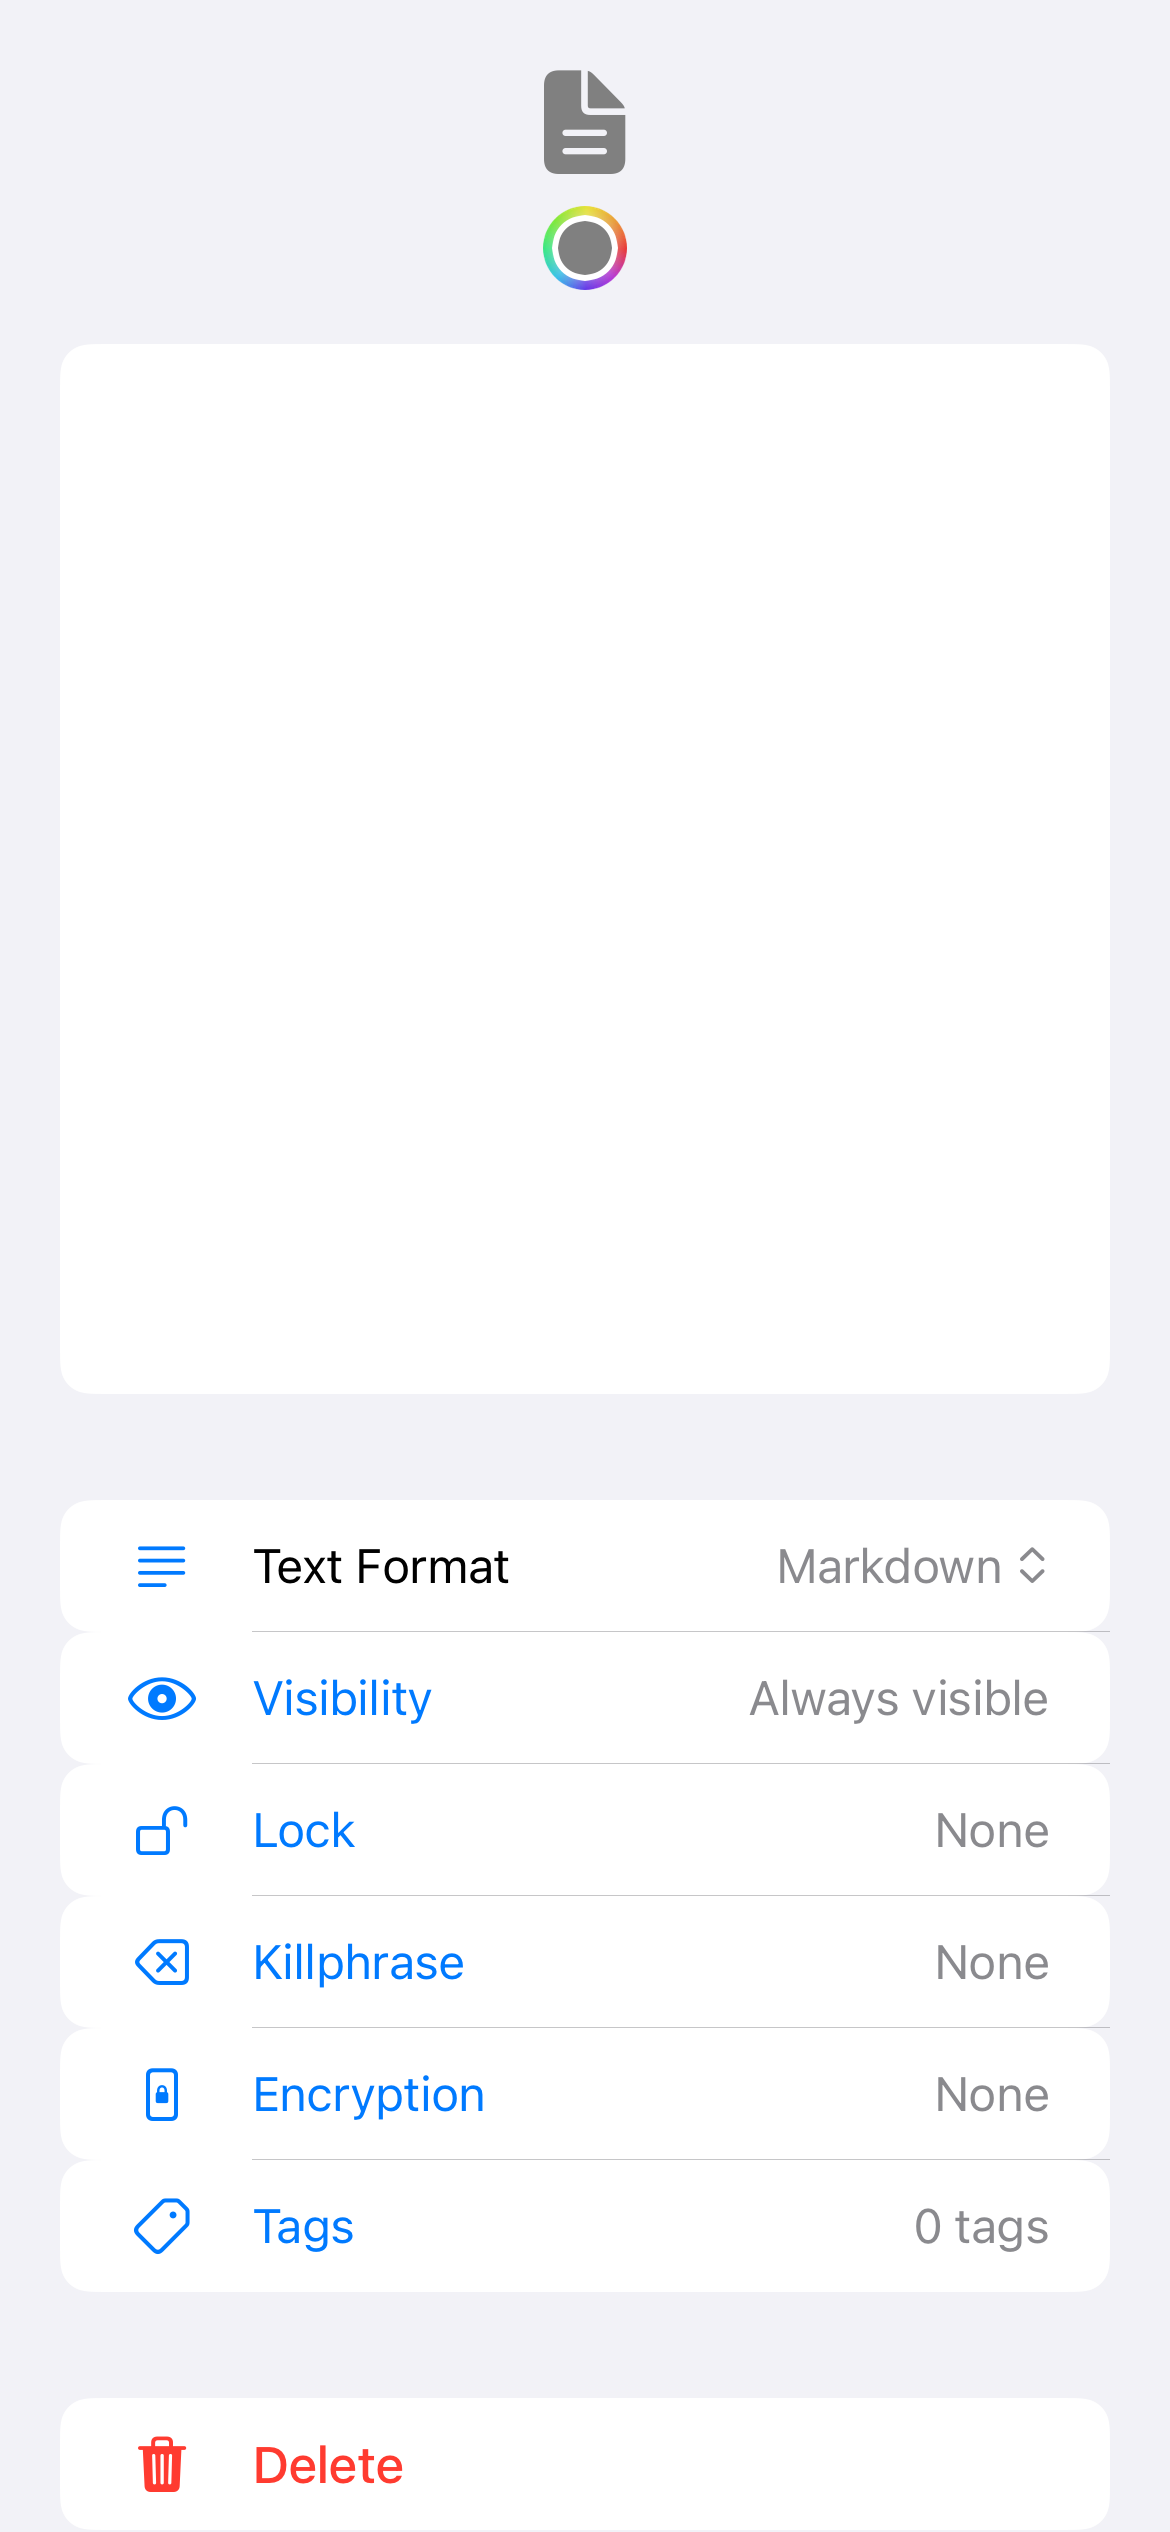 Text Format Markdown
Visibility Always visible
Lock None
Killphrase None
Encryption None
Tags 0 tags
Delete